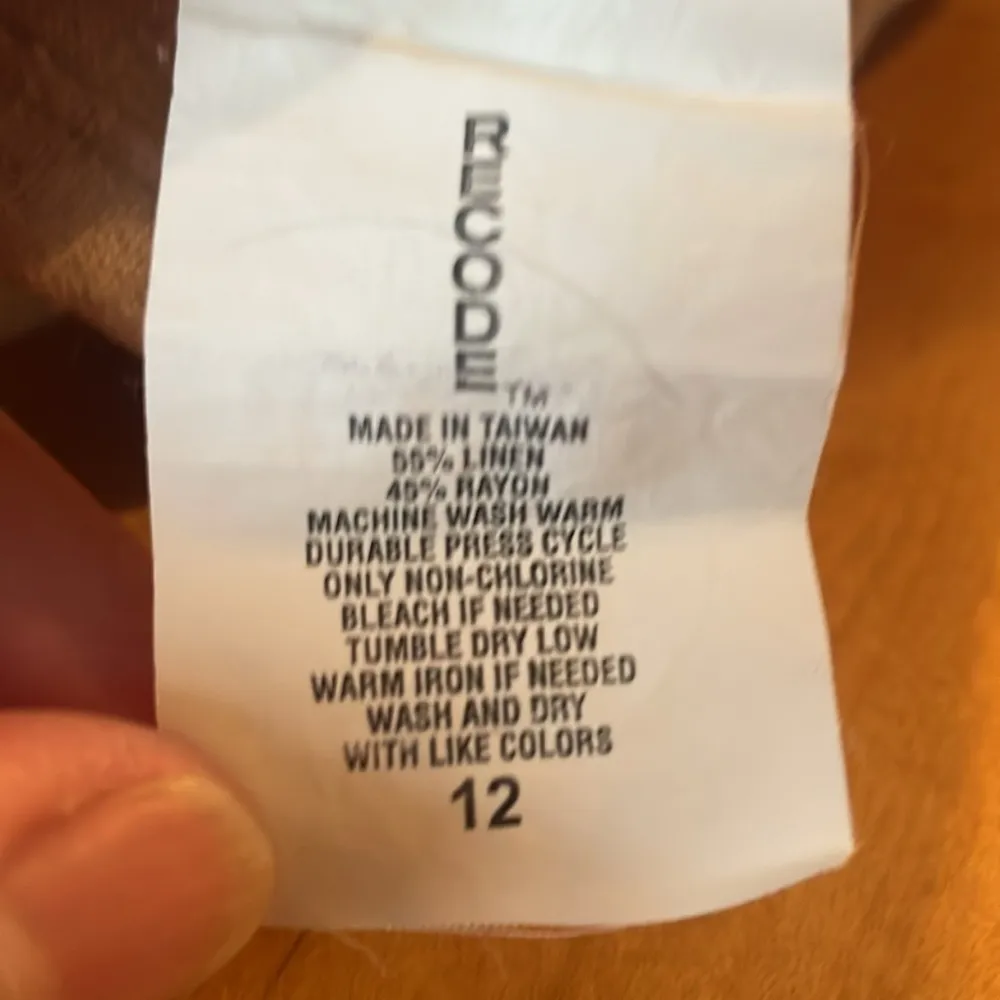 RECODE
TM
MADE IN TAIWAN
55% LINEN
45% RAYON
MACHINE WASH WARM
DURABLE PRESS CYCLE
ONLY NON-CHLORINE
BLEACH IF NEEDED
TUMBLE DRY LOW
WARM IRON IF NEEDED
WASH AND DRY
WITH LIKE COLORS
12